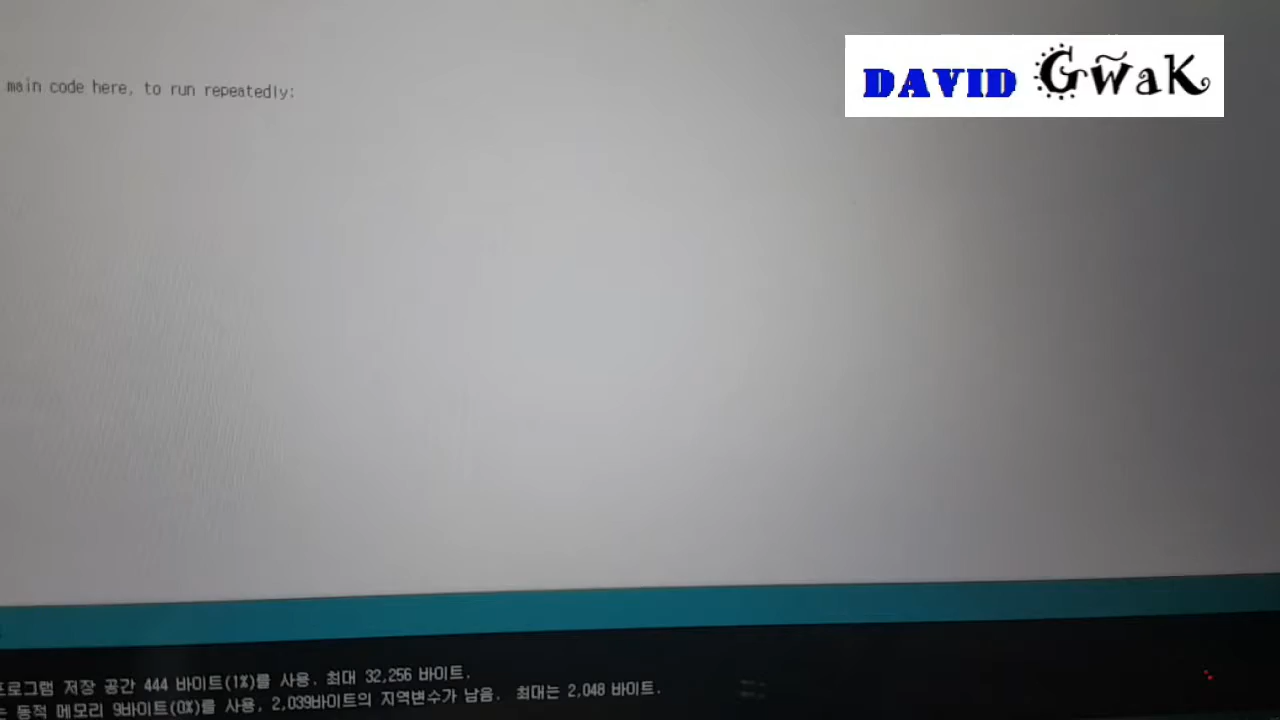 DAVID GWaK
main code here, to run repeatedly:
프로그램 저장 공간 444 바이트(1%)를 사용. 최대 32,256 바이트.
는 동적 메모리 9바이트(0%)를 사용, 2,039바이트의 지역변수가 남음. 최대는 2,048 바이트.